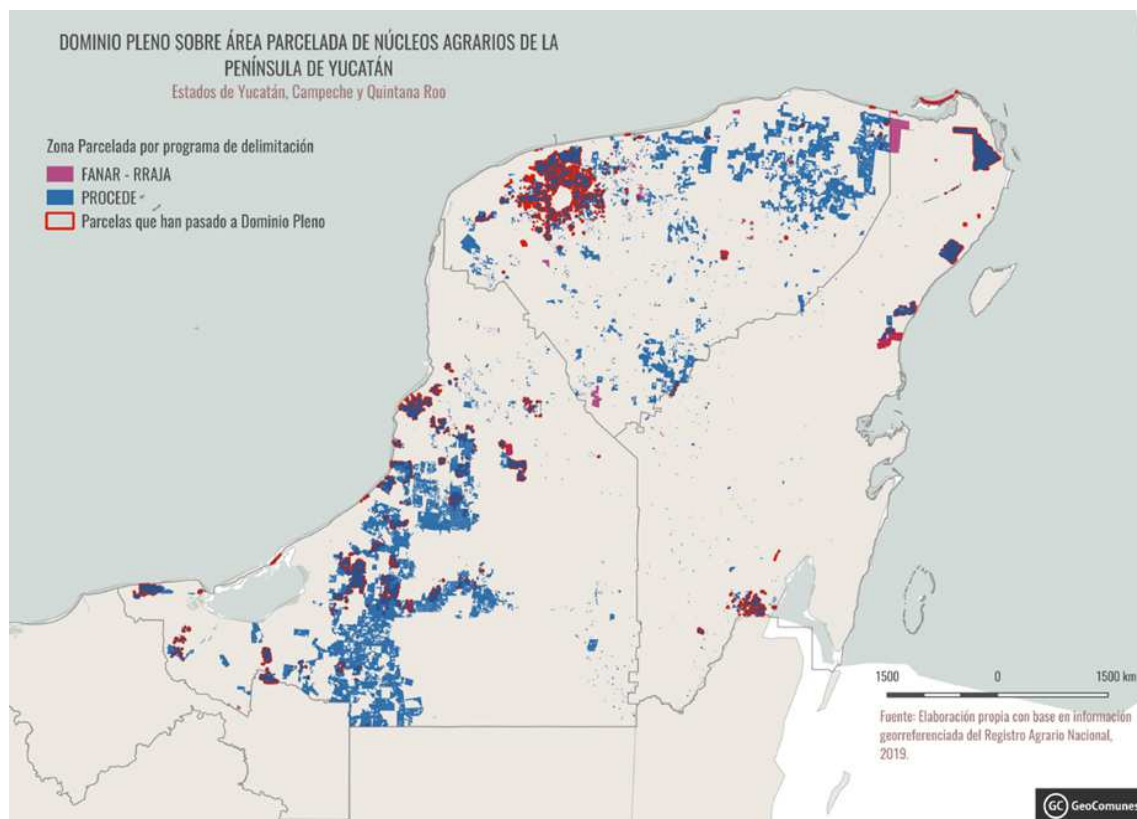 DOMINIO PLENO SOBRE ÁREA PARCELADA DE NÚCLEOS AGRARIOS DE LA
PENÍNSULA DE YUCATÁN
Estados de Yucatán, Campeche y Quintana Roo
Zona Parcelada por programa de delimitación
FANAR - RRAJA
PROCEDE
Parcelas que han pasado a Dominio Pleno
1500 0 1500 km
Fuente: Elaboración propia con base en información
georreferenciada del Registro Agrario Nacional,
2019.
GC GeoComunes